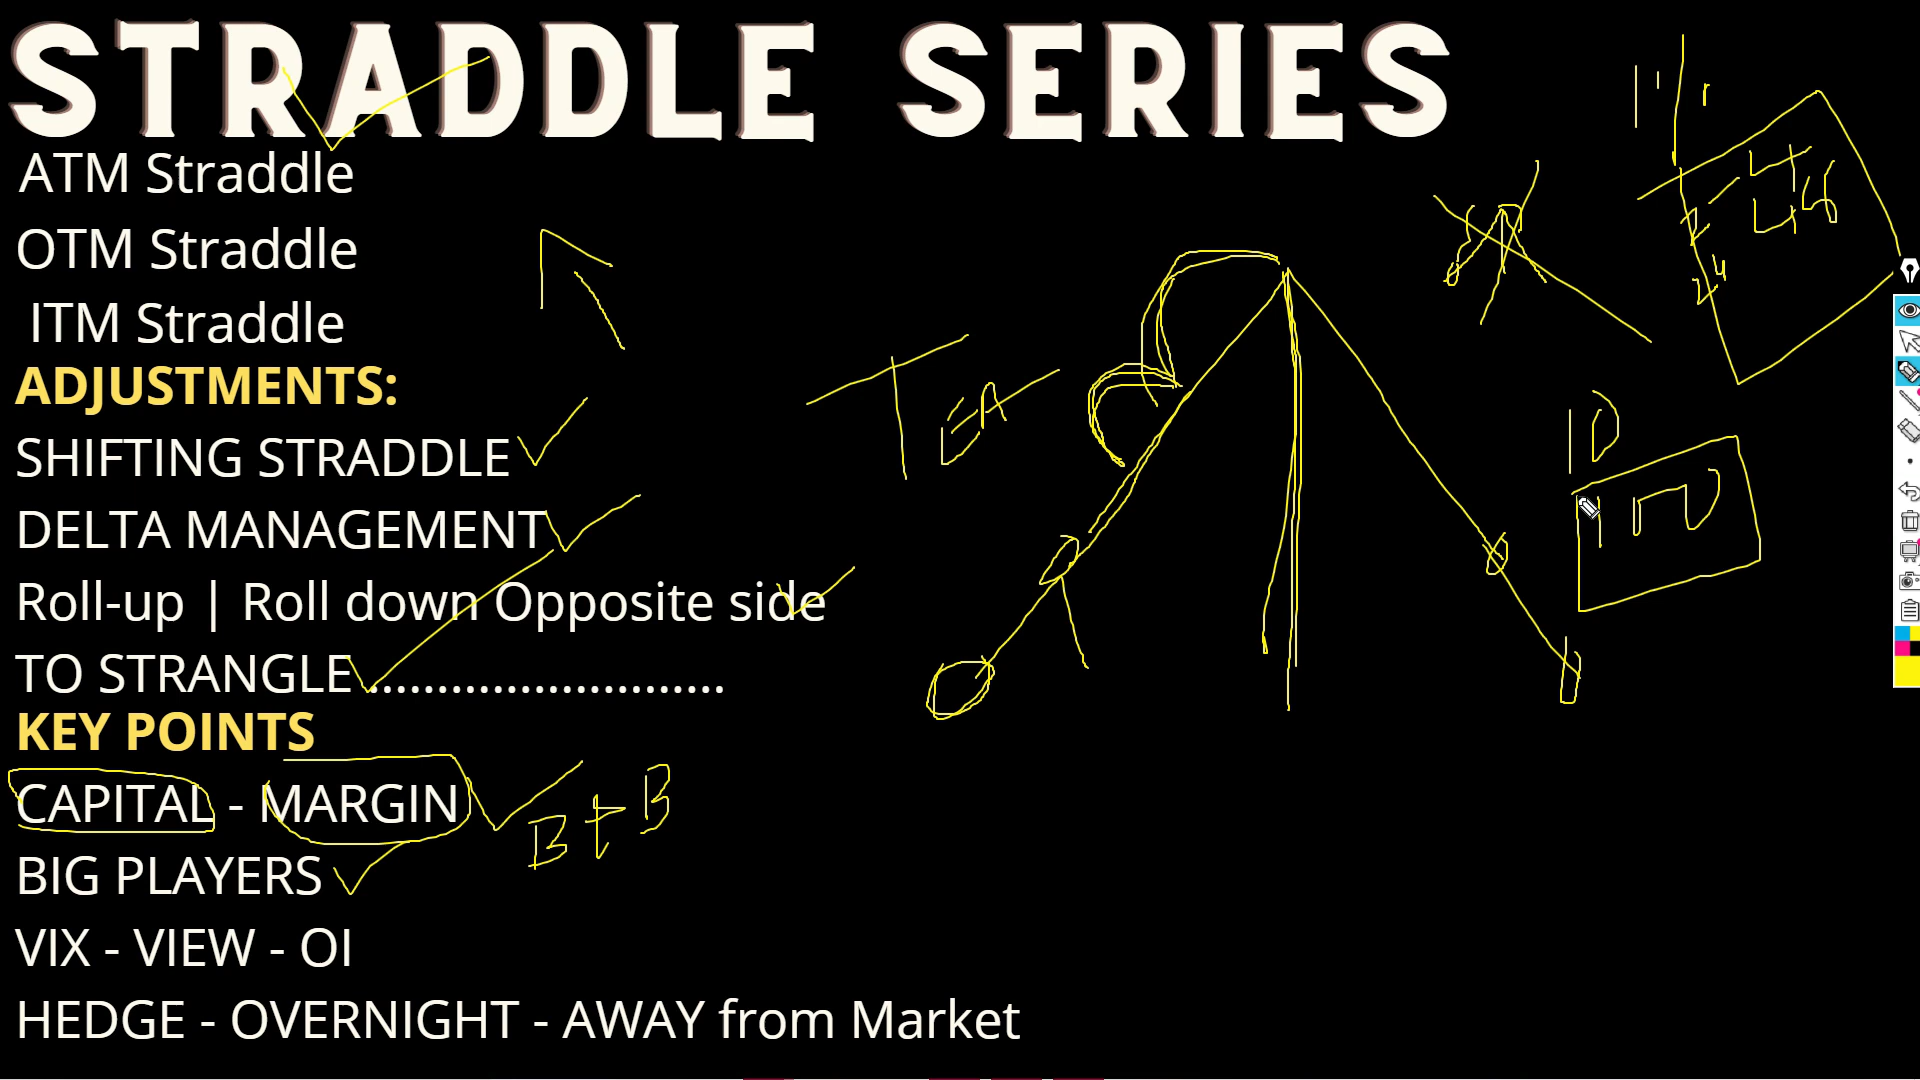 STRADDLE SERIES
ATM Straddle
OTM Straddle
ITM Straddle
ADJUSTMENTS:
SHIFTING STRADDLE
DELTA MANAGEMENT
Roll-up | Roll down Opposite side
TO STRANGLE...........................
KEY POINTS
CAPITAL - MARGIN
BIG PLAYERS
VIX - VIEW - OI
HEDGE - OVERNIGHT - AWAY from Market
B+B